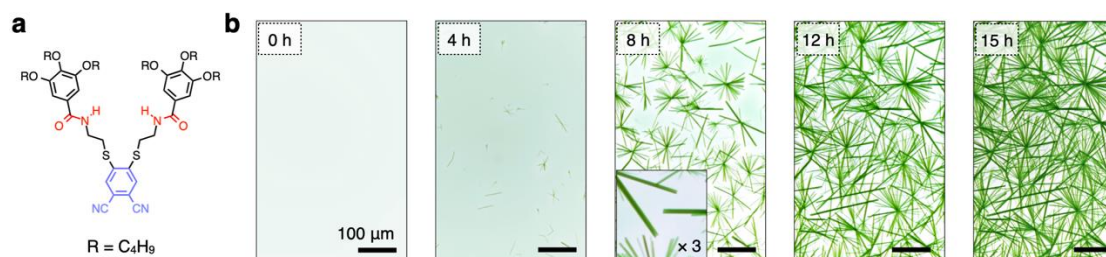 a
RO
OR
RO
OR
RO
OR
RO
OR
H
N
O
H
N
O
S
S
NC
CN
R = C₄H₉
b
0 h
100 µm
4 h
8 h
× 3
12 h
15 h